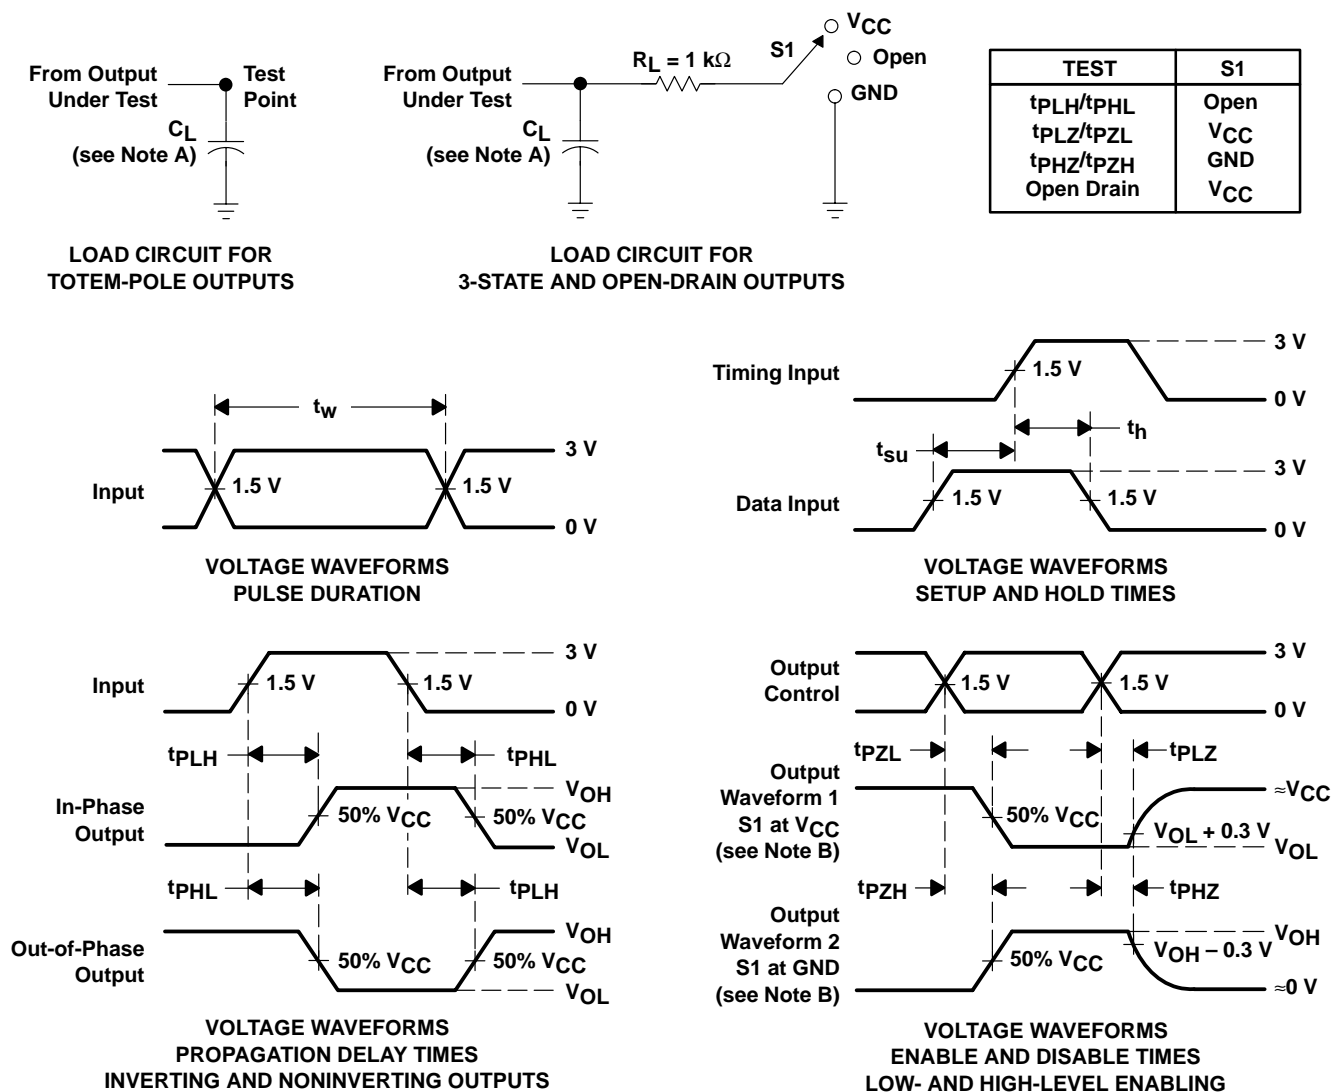 From Output
Under Test
Test
Point
CL
(see Note A)
LOAD CIRCUIT FOR
TOTEM-POLE OUTPUTS
From Output
Under Test
RL = 1 kΩ
S1
VCC
Open
GND
CL
(see Note A)
LOAD CIRCUIT FOR
3-STATE AND OPEN-DRAIN OUTPUTS
TEST S1
tPLH/tPHL Open
tPLZ/tPZL VCC
tPHZ/tPZH GND
Open Drain VCC
tw
Input
1.5 V
1.5 V
3 V
0 V
VOLTAGE WAVEFORMS
PULSE DURATION
Timing Input
1.5 V
3 V
0 V
tsu
th
Data Input
1.5 V
1.5 V
3 V
0 V
VOLTAGE WAVEFORMS
SETUP AND HOLD TIMES
Input
1.5 V
1.5 V
3 V
0 V
tPLH
tPHL
In-Phase
Output
50% VCC
50% VCC
VOH
VOL
tPHL
tPLH
Out-of-Phase
Output
50% VCC
50% VCC
VOH
VOL
VOLTAGE WAVEFORMS
PROPAGATION DELAY TIMES
INVERTING AND NONINVERTING OUTPUTS
Output
Control
1.5 V
1.5 V
3 V
0 V
tPZL
tPLZ
Output
Waveform 1
S1 at VCC
(see Note B)
50% VCC
VOL + 0.3 V
≈VCC
VOL
tPZH
tPHZ
Output
Waveform 2
S1 at GND
(see Note B)
50% VCC
VOH – 0.3 V
VOH
≈0 V
VOLTAGE WAVEFORMS
ENABLE AND DISABLE TIMES
LOW- AND HIGH-LEVEL ENABLING